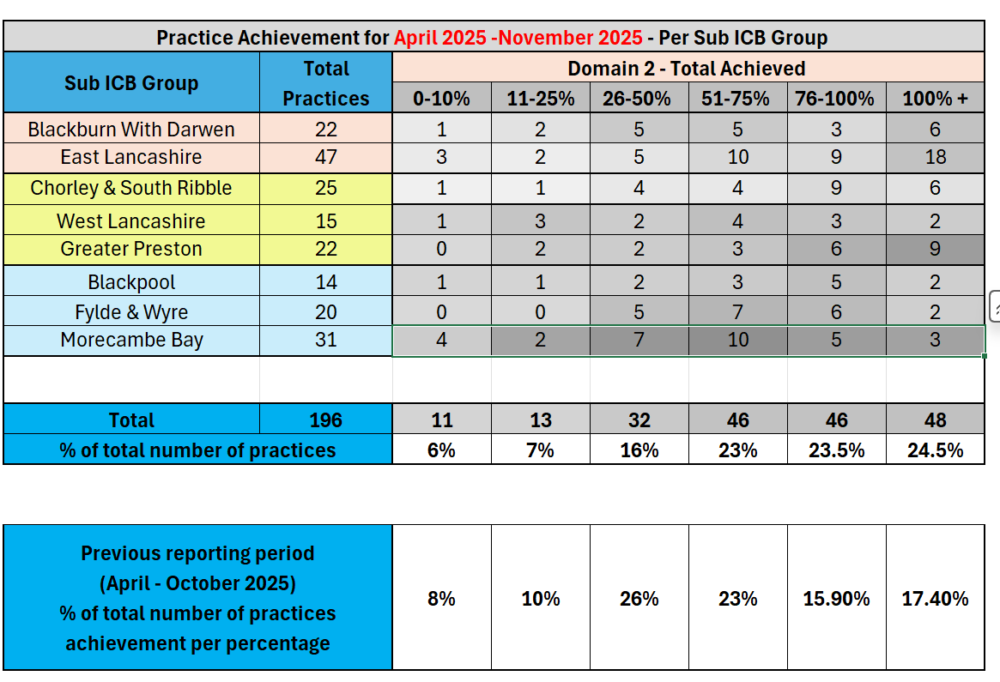 Practice Achievement for April 2025 -November 2025 - Per Sub ICB Group
Sub ICB Group Total Practices Domain 2 - Total Achieved
0-10% 11-25% 26-50% 51-75% 76-100% 100% +
Blackburn With Darwen 22 1 2 5 5 3 6
East Lancashire 47 3 2 5 10 9 18
Chorley & South Ribble 25 1 1 4 4 9 6
West Lancashire 15 1 3 2 4 3 2
Greater Preston 22 0 2 2 3 6 9
Blackpool 14 1 1 2 3 5 2
Fylde & Wyre 20 0 0 5 7 6 2
Morecambe Bay 31 4 2 7 10 5 3
Total 196 11 13 32 46 46 48
% of total number of practices 6% 7% 16% 23% 23.5% 24.5%
Previous reporting period
(April - October 2025)
% of total number of practices
achievement per percentage
8% 10% 26% 23% 15.90% 17.40%